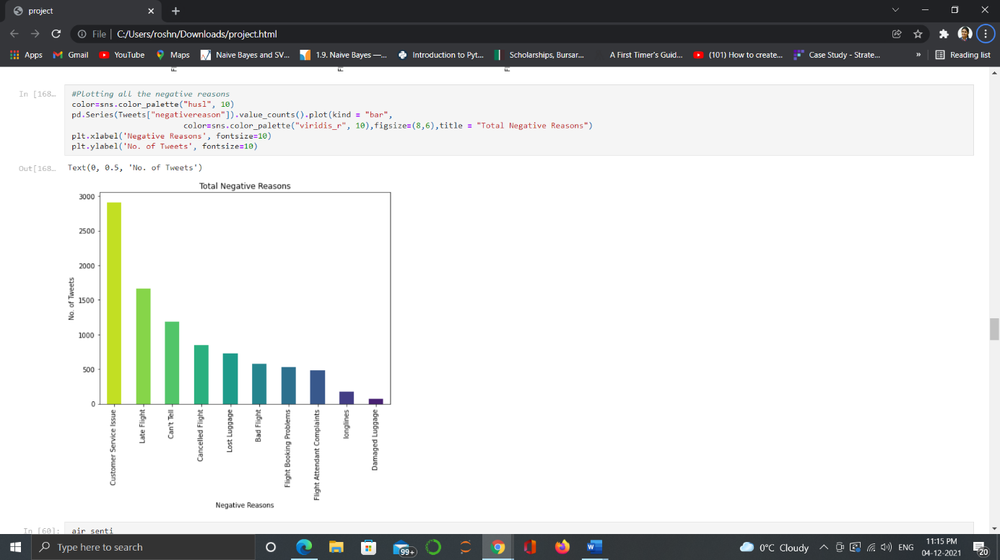 project
File
C:/Users/roshn/Downloads/project.html
Apps
Gmail
YouTube
Maps
Naive Bayes and SV...
1.9. Naive Bayes —...
Introduction to Pyt...
Scholarships, Bursar...
A First Timer's Guid...
(101) How to create...
Case Study - Strate...
»
Reading list
In [168...
#Plotting all the negative reasons
color=sns.color_palette("husl", 10)
pd.Series(Tweets["negativereason"]).value_counts().plot(kind = "bar",
color=sns.color_palette("viridis_r", 10),figsize=(8,6),title = "Total Negative Reasons")
plt.xlabel('Negative Reasons', fontsize=10)
plt.ylabel('No. of Tweets', fontsize=10)
Out[168...
Text(0, 0.5, 'No. of Tweets')
Total Negative Reasons
3000
2500
2000
1500
1000
500
0
No. of Tweets
Customer Service Issue
Late Flight
Can't Tell
Cancelled Flight
Lost Luggage
Bad Flight
Flight Booking Problems
Flight Attendant Complaints
longlines
Damaged Luggage
Negative Reasons
In [60]:
air senti
Type here to search
99+
W
0°C Cloudy
ENG
11:15 PM
04-12-2021
20